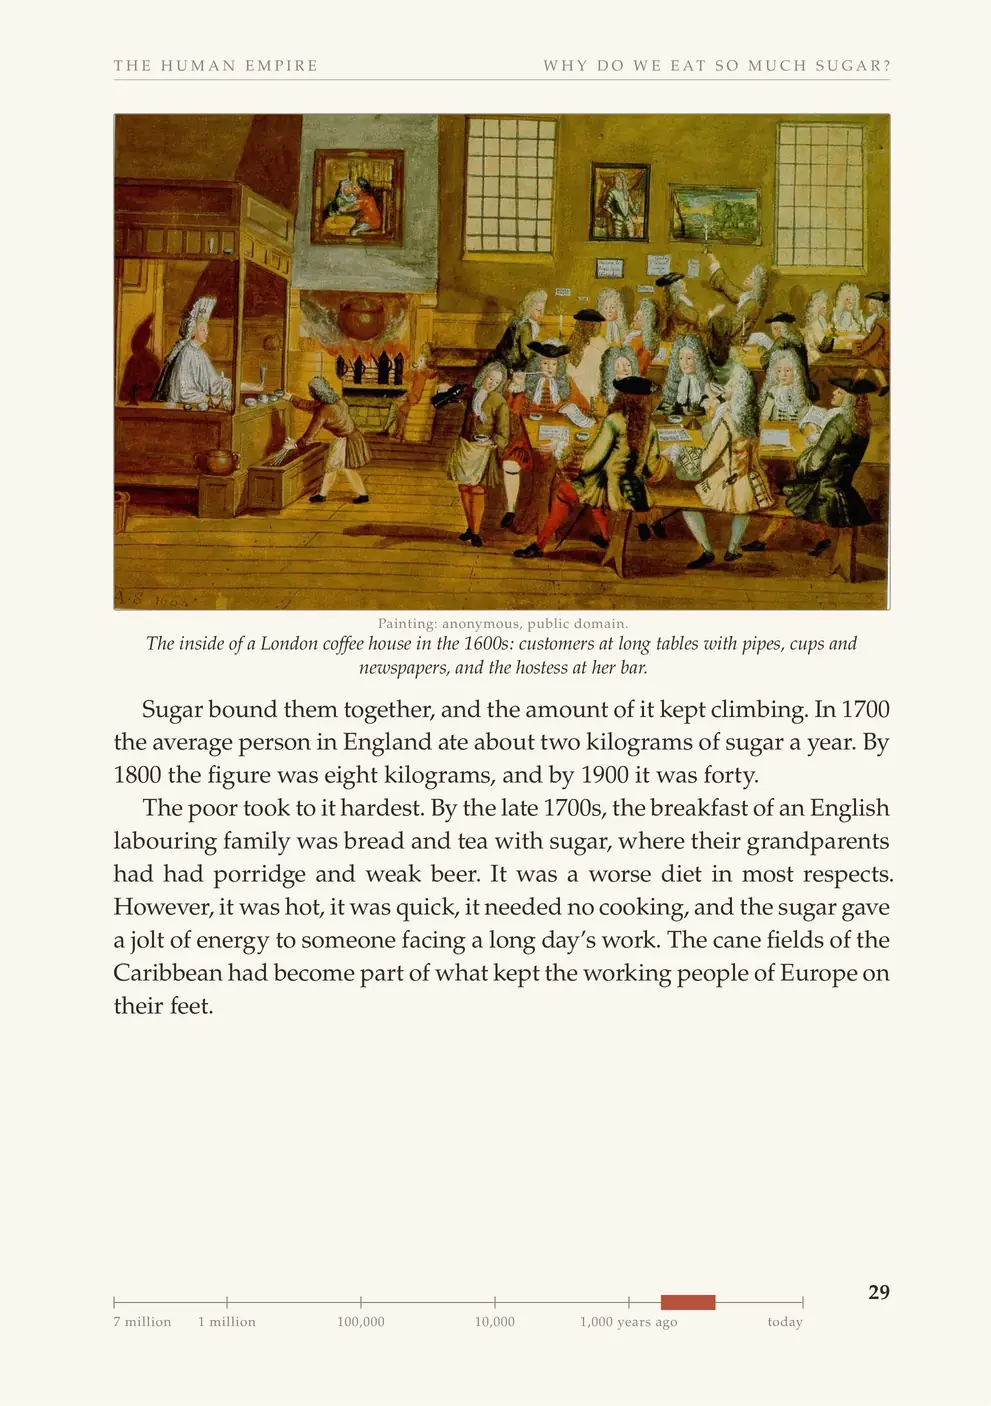 THE HUMAN EMPIRE
WHY DO WE EAT SO MUCH SUGAR?
Painting: anonymous, public domain.
The inside of a London coffee house in the 1600s: customers at long tables with pipes, cups and
newspapers, and the hostess at her bar.
Sugar bound them together, and the amount of it kept climbing. In 1700
the average person in England ate about two kilograms of sugar a year. By
1800 the figure was eight kilograms, and by 1900 it was forty.
The poor took to it hardest. By the late 1700s, the breakfast of an English
labouring family was bread and tea with sugar, where their grandparents
had had porridge and weak beer. It was a worse diet in most respects.
However, it was hot, it was quick, it needed no cooking, and the sugar gave
a jolt of energy to someone facing a long day’s work. The cane fields of the
Caribbean had become part of what kept the working people of Europe on
their feet.
29
7 million 1 million 100,000 10,000 1,000 years ago today